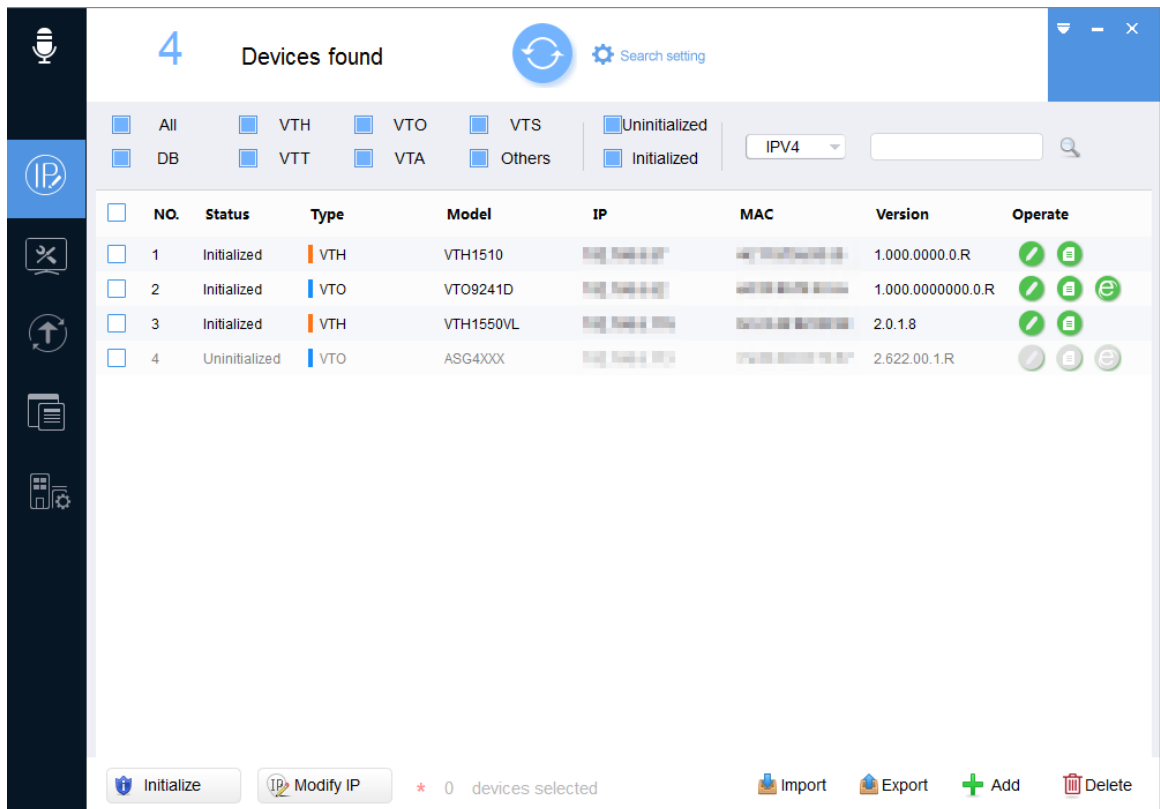 4 Devices found Search setting
All VTH VTO VTS Uninitialized
DB VTT VTA Others Initialized
IPV4
NO. Status Type Model IP MAC Version Operate
1 Initialized VTH VTH1510 1.000.0000.0.R
2 Initialized VTO VTO9241D 1.000.0000000.0.R
3 Initialized VTH VTH1550VL 2.0.1.8
4 Uninitialized VTO ASG4XXX 2.622.00.1.R
Initialize IP Modify IP * 0 devices selected Import Export Add Delete